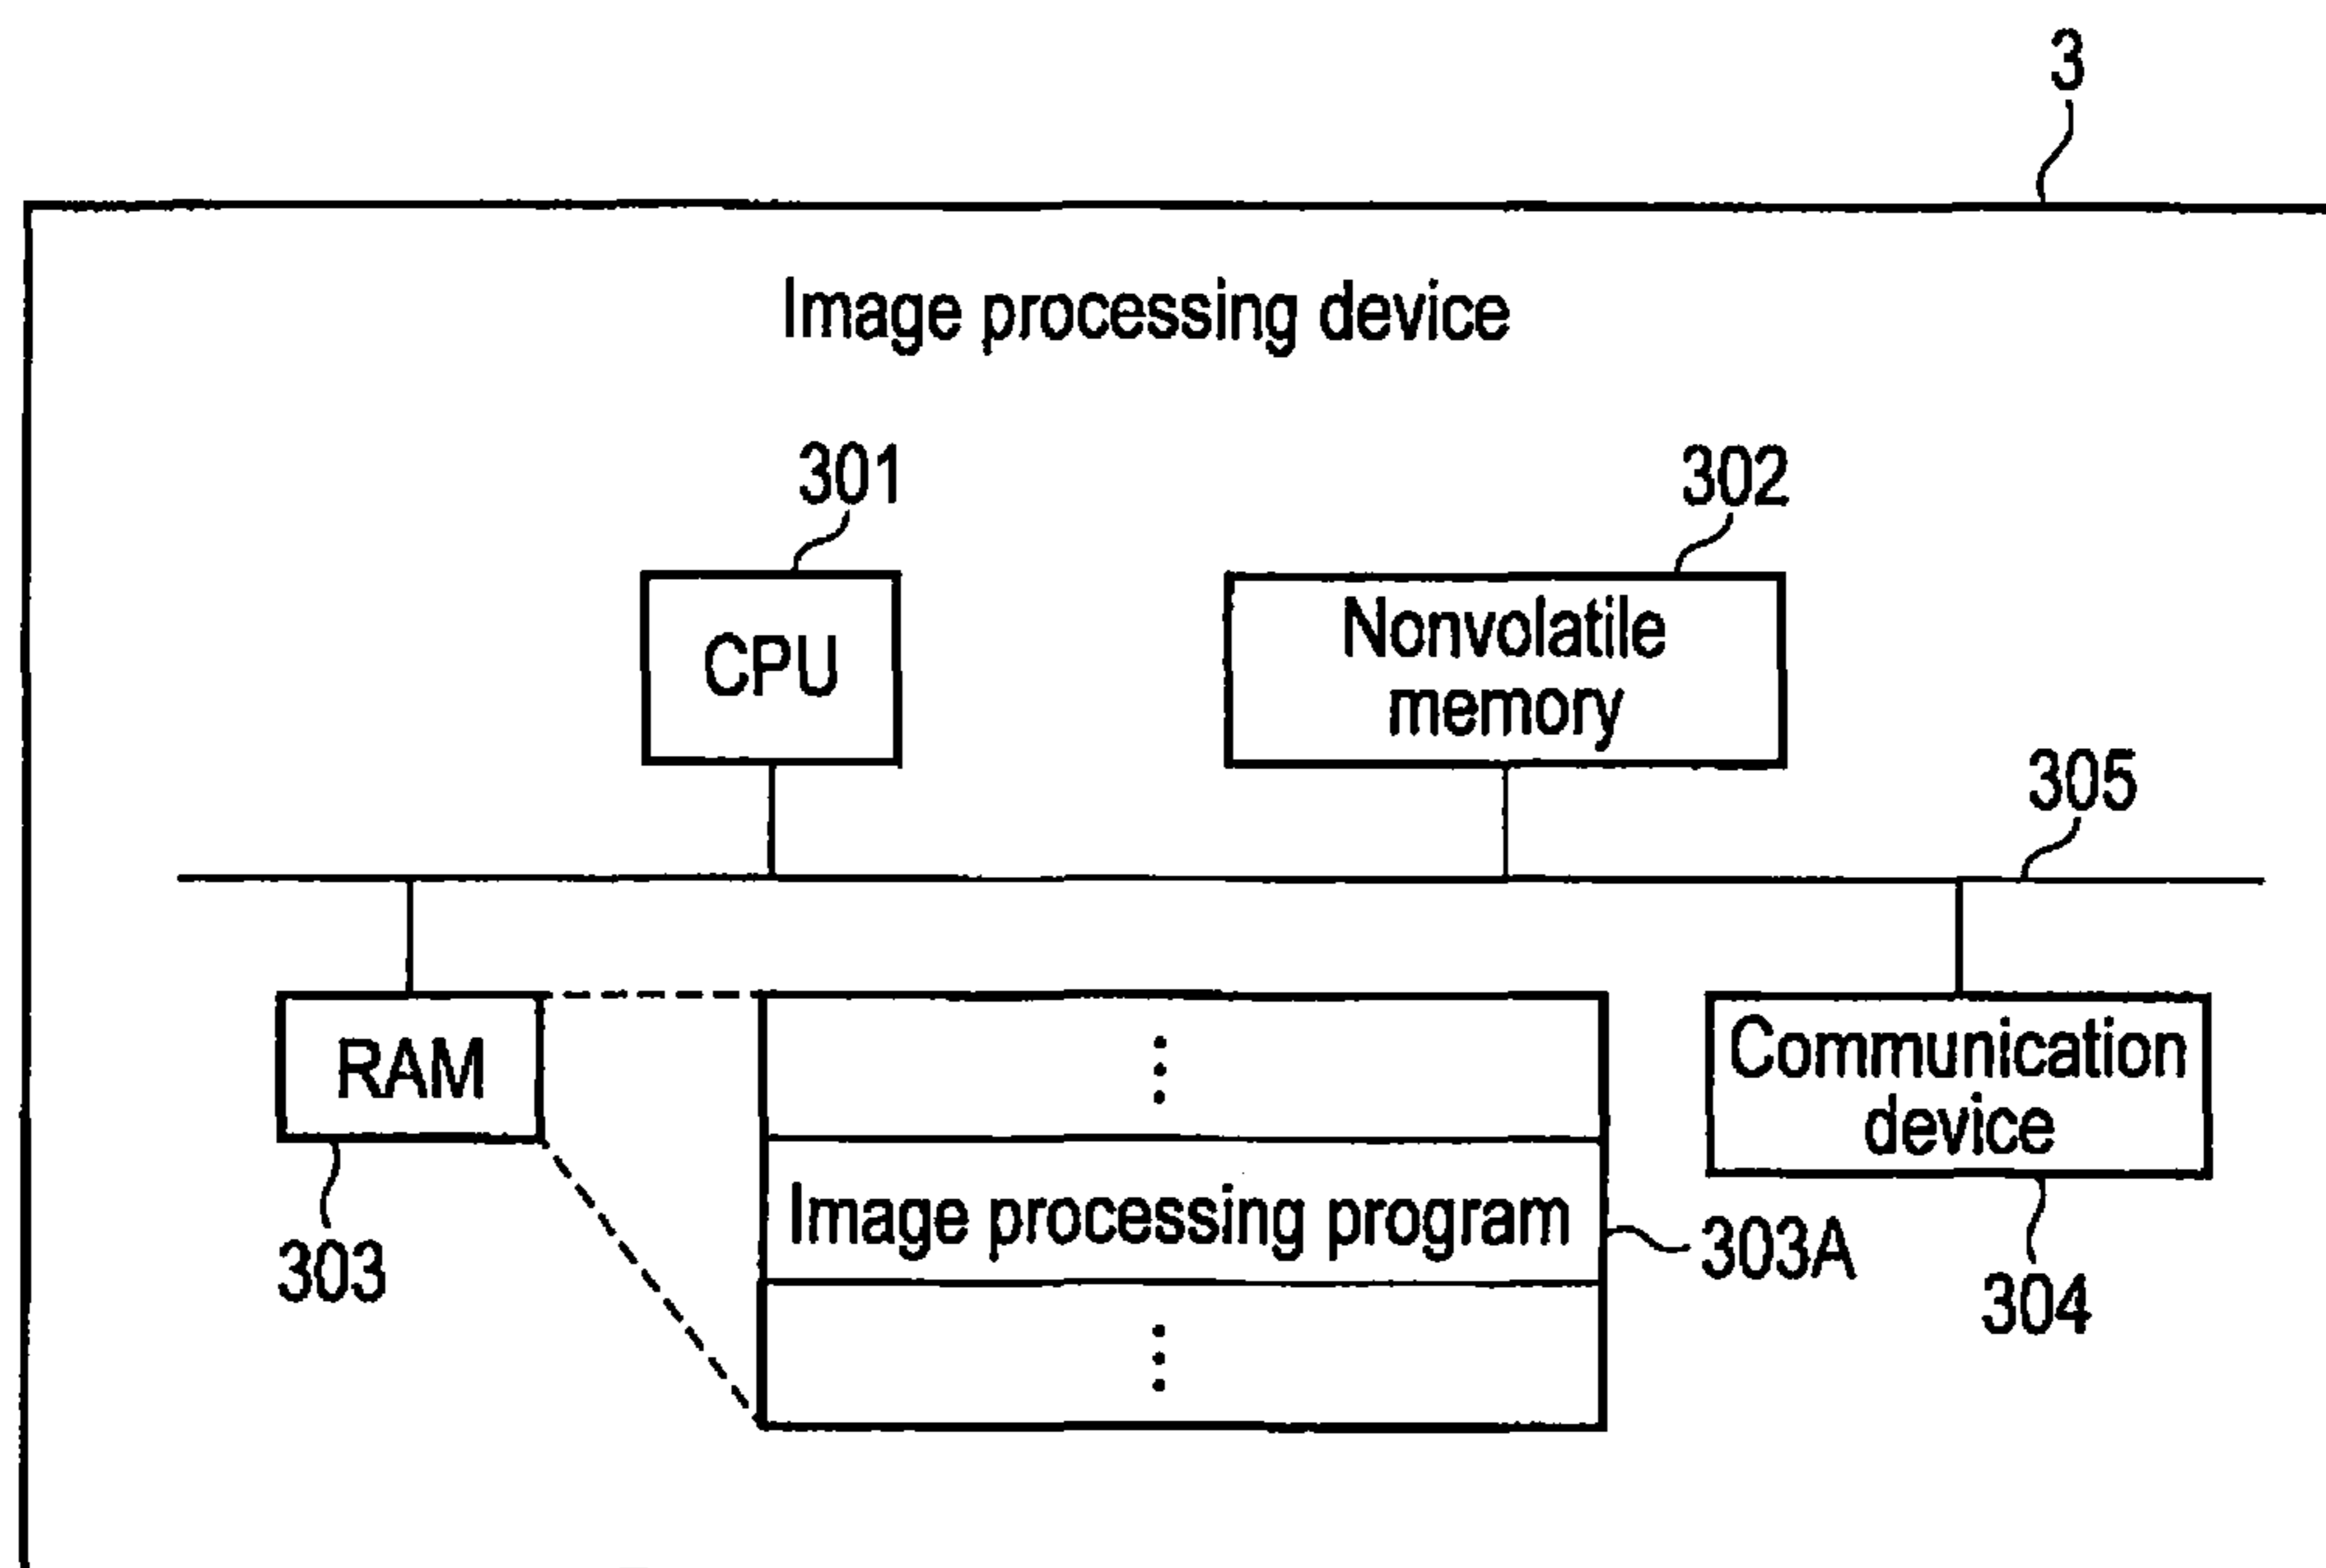 3
Image processing device
301
302
CPU
Nonvolatile
memory
305
RAM
Communication
device
Image processing program
303A
303
304